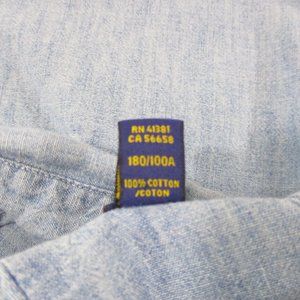 RN 41381
CA 56658
180/100A
100% COTTON
/COTON